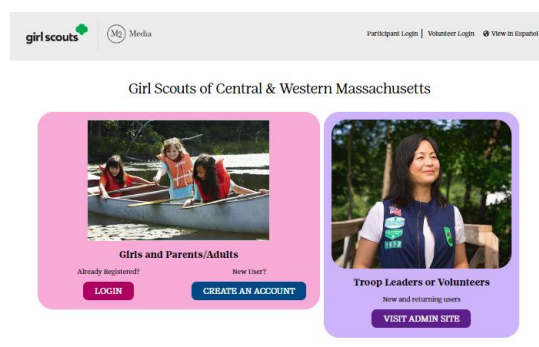 girl scouts
M2 Media
Participant Login | Volunteer Login View in Español
Girl Scouts of Central & Western Massachusetts
Girls and Parents/Adults
Already Registered?
New User?
LOGIN
CREATE AN ACCOUNT
Troop Leaders or Volunteers
New and returning users
VISIT ADMIN SITE